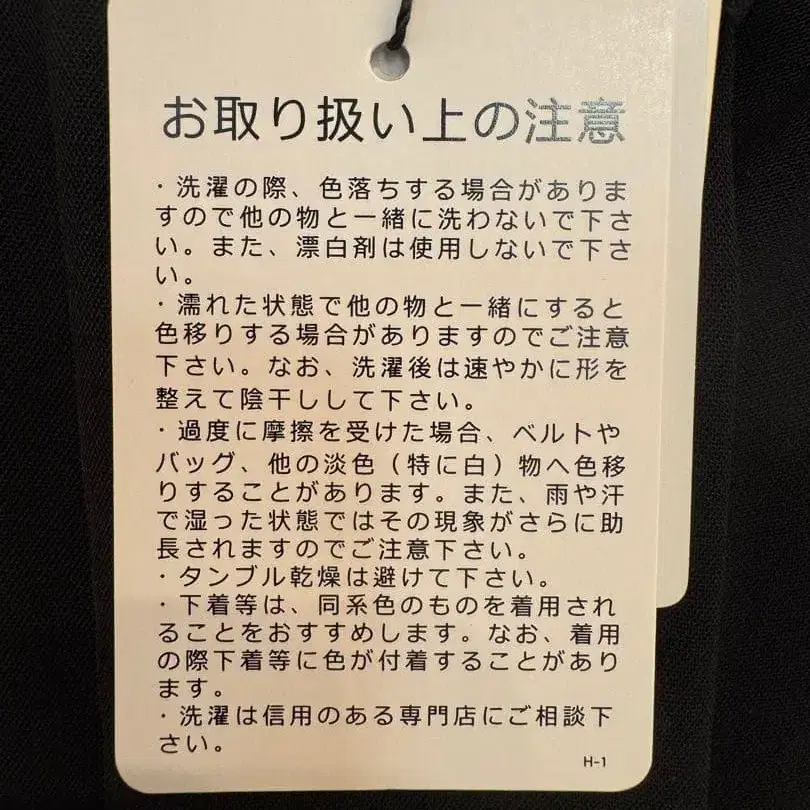 お取り扱い上の注意
・洗濯の際、色落ちする場合がありま
すので他の物と一緒に洗わないで下さ
い。また、漂白剤は使用しないで下さ
い。
・濡れた状態で他の物と一緒にすると
色移りする場合がありますのでご注意
下さい。なお、洗濯後は速やかに形を
整えて陰干しして下さい。
・過度に摩擦を受けた場合、ベルトや
バッグ、他の淡色（特に白）物へ色移
りすることがあります。また、雨や汗
で湿った状態ではその現象がさらに助
長されますのでご注意下さい。
・タンブル乾燥は避けて下さい。
・下着等は、同系色のものを着用され
ることをおすすめします。なお、着用
の際下着等に色が付着することがあり
ます。
・洗濯は信用のある専門店にご相談下
さい。
H-1